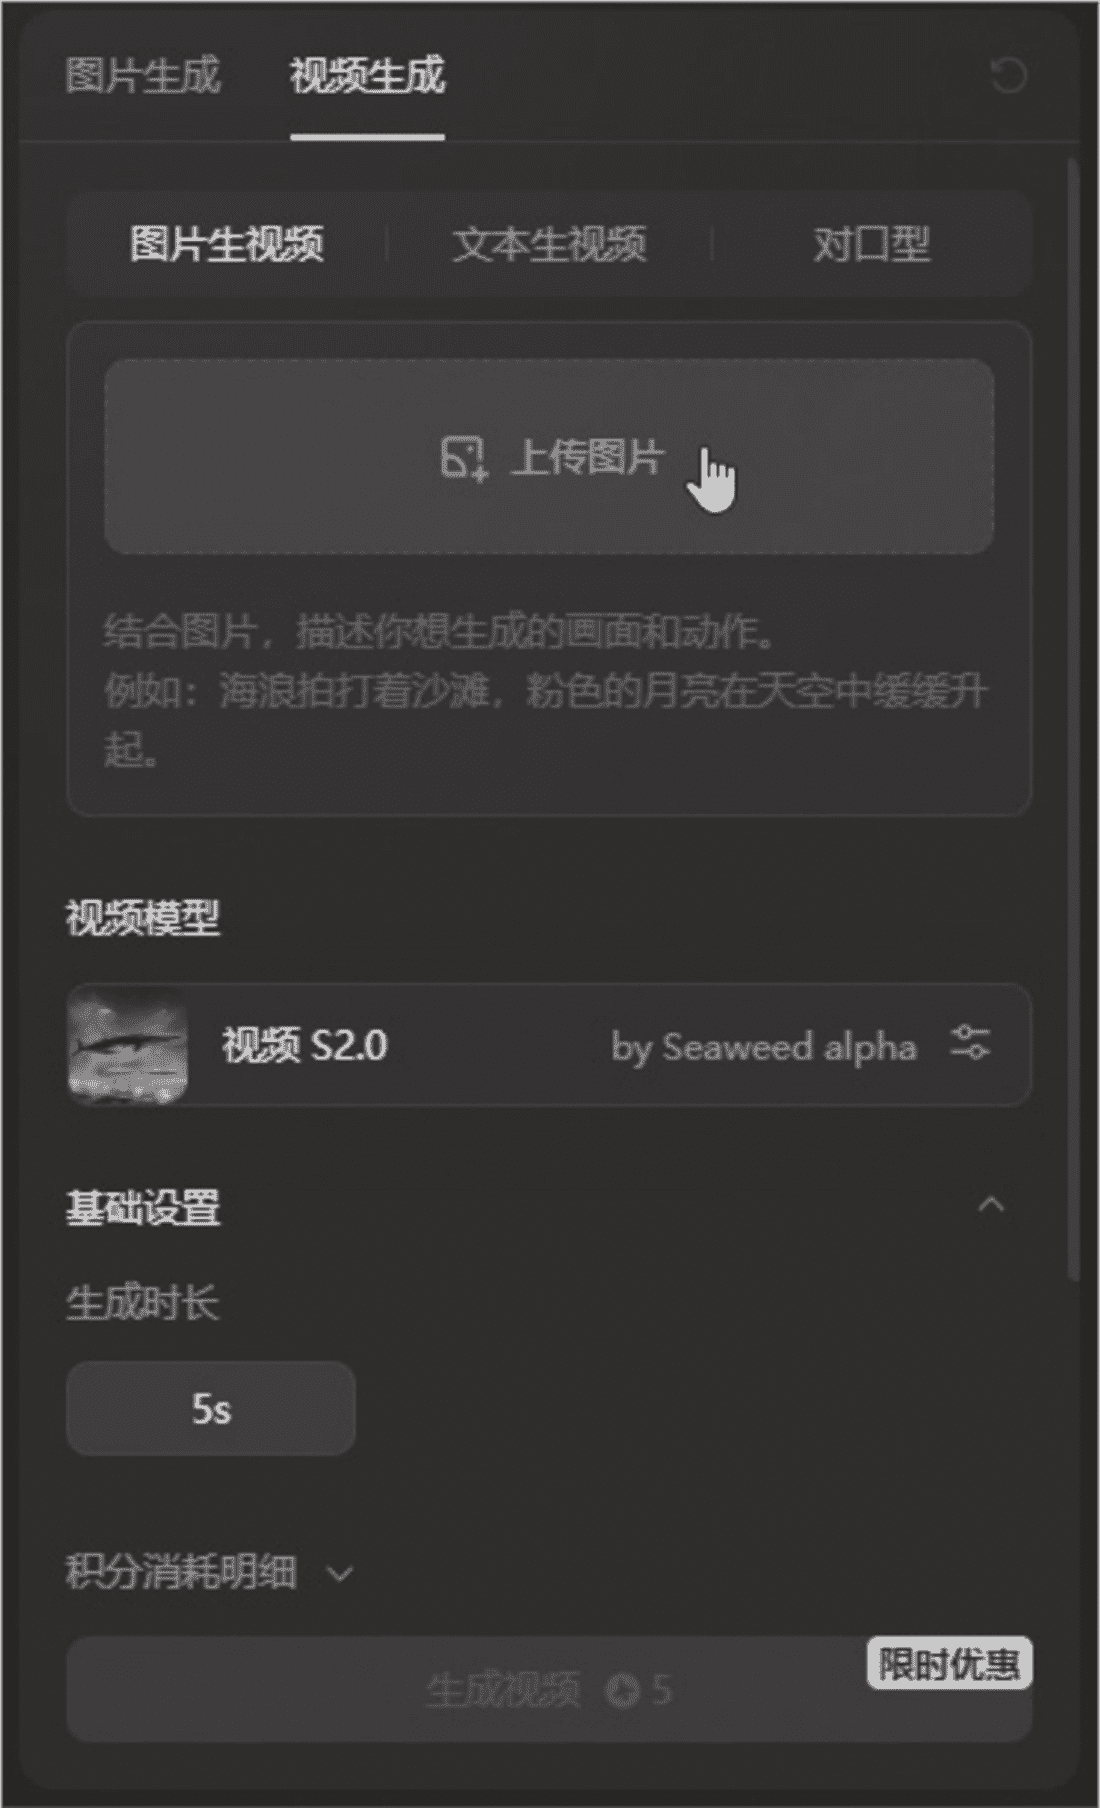 图片生成 视频生成
图片生视频 文本生视频 对口型
上传图片
结合图片，描述你想生成的画面和动作。
例如：海浪拍打着沙滩，粉色的月亮在天空中缓缓升
起。
视频模型
视频 S2.0 by Seaweed alpha
基础设置
生成时长
5s
积分消耗明细
限时优惠
生成视频 5